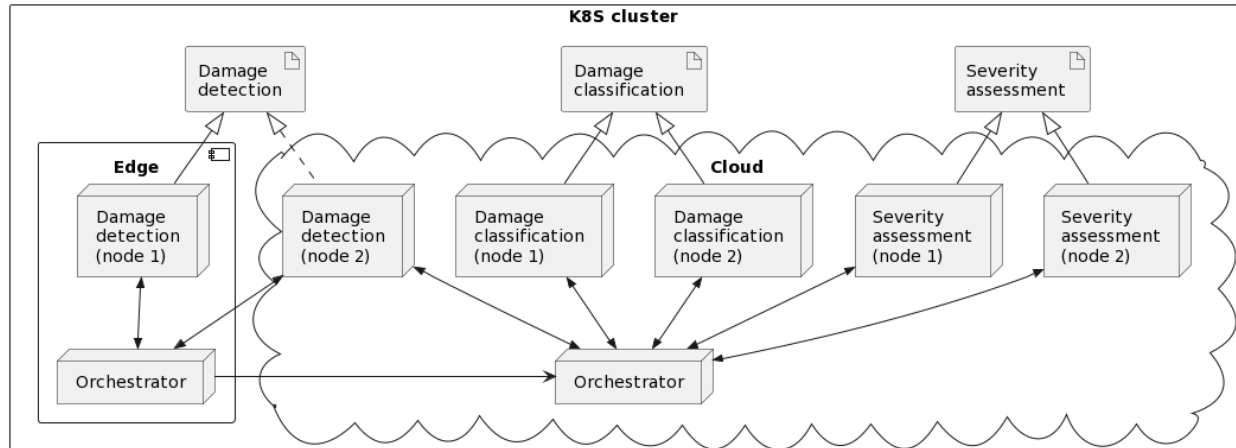 K8S cluster
Damage
detection
Damage
classification
Severity
assessment
Edge
Cloud
Damage
detection
(node 1)
Damage
detection
(node 2)
Damage
classification
(node 1)
Damage
classification
(node 2)
Severity
assessment
(node 1)
Severity
assessment
(node 2)
Orchestrator
Orchestrator